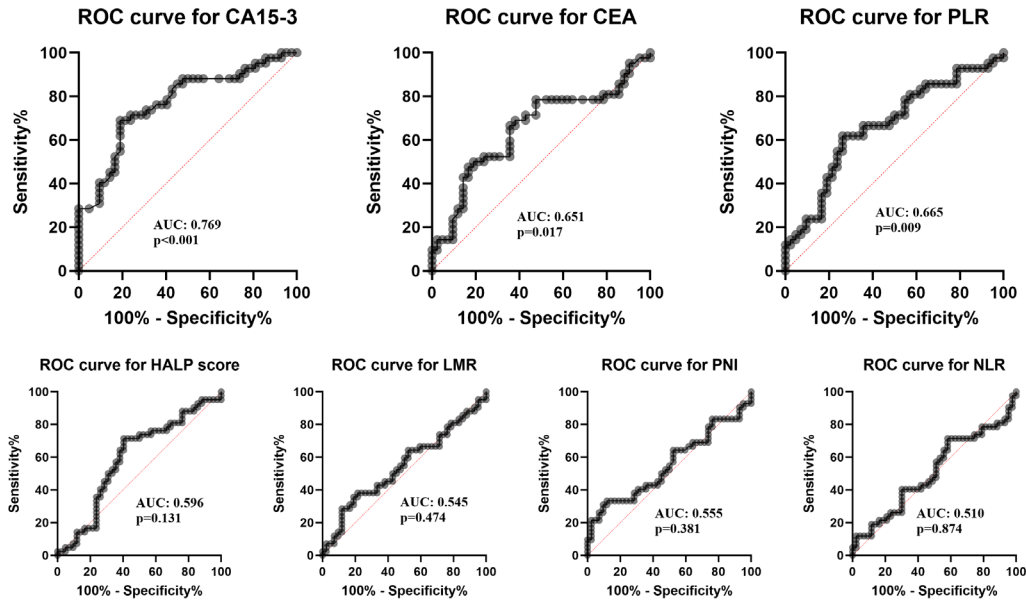 ROC curve for CA15-3
100
80
60
40
20
0
Sensitivity%
AUC: 0.769
p<0.001
0 20 40 60 80 100
100% - Specificity%
ROC curve for CEA
100
80
60
40
20
0
Sensitivity%
AUC: 0.651
p=0.017
0 20 40 60 80 100
100% - Specificity%
ROC curve for PLR
100
80
60
40
20
0
Sensitivity%
AUC: 0.665
p=0.009
0 20 40 60 80 100
100% - Specificity%
ROC curve for HALP score
100
80
60
40
20
0
Sensitivity%
AUC: 0.596
p=0.131
0 20 40 60 80 100
100% - Specificity%
ROC curve for LMR
100
80
60
40
20
0
Sensitivity%
AUC: 0.545
p=0.474
0 20 40 60 80 100
100% - Specificity%
ROC curve for PNI
100
80
60
40
20
0
Sensitivity%
AUC: 0.555
p=0.381
0 20 40 60 80 100
100% - Specificity%
ROC curve for NLR
100
80
60
40
20
0
Sensitivity%
AUC: 0.510
p=0.874
0 20 40 60 80 100
100% - Specificity%